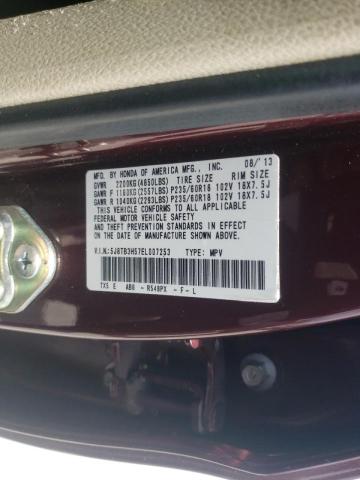 MFG. BY HONDA OF AMERICA MFG., INC. 08/'13
GVWR 2200KG(4850LBS) TIRE SIZE RIM SIZE
GAWR F 1160KG(2557LBS) P235/60R18 102V 18X7.5J
GAWR R 1040KG(2293LBS) P235/60R18 102V 18X7.5J
THIS VEHICLE CONFORMS TO ALL APPLICABLE
FEDERAL MOTOR VEHICLE SAFETY AND
THEFT PREVENTION STANDARDS IN EFFECT ON
THE DATE OF MANUFACTURE SHOWN ABOVE.
V.I.N.:5J8TB3H57EL007253 TYPE: MPV
TX5 E AB0 - R548PX - F - L